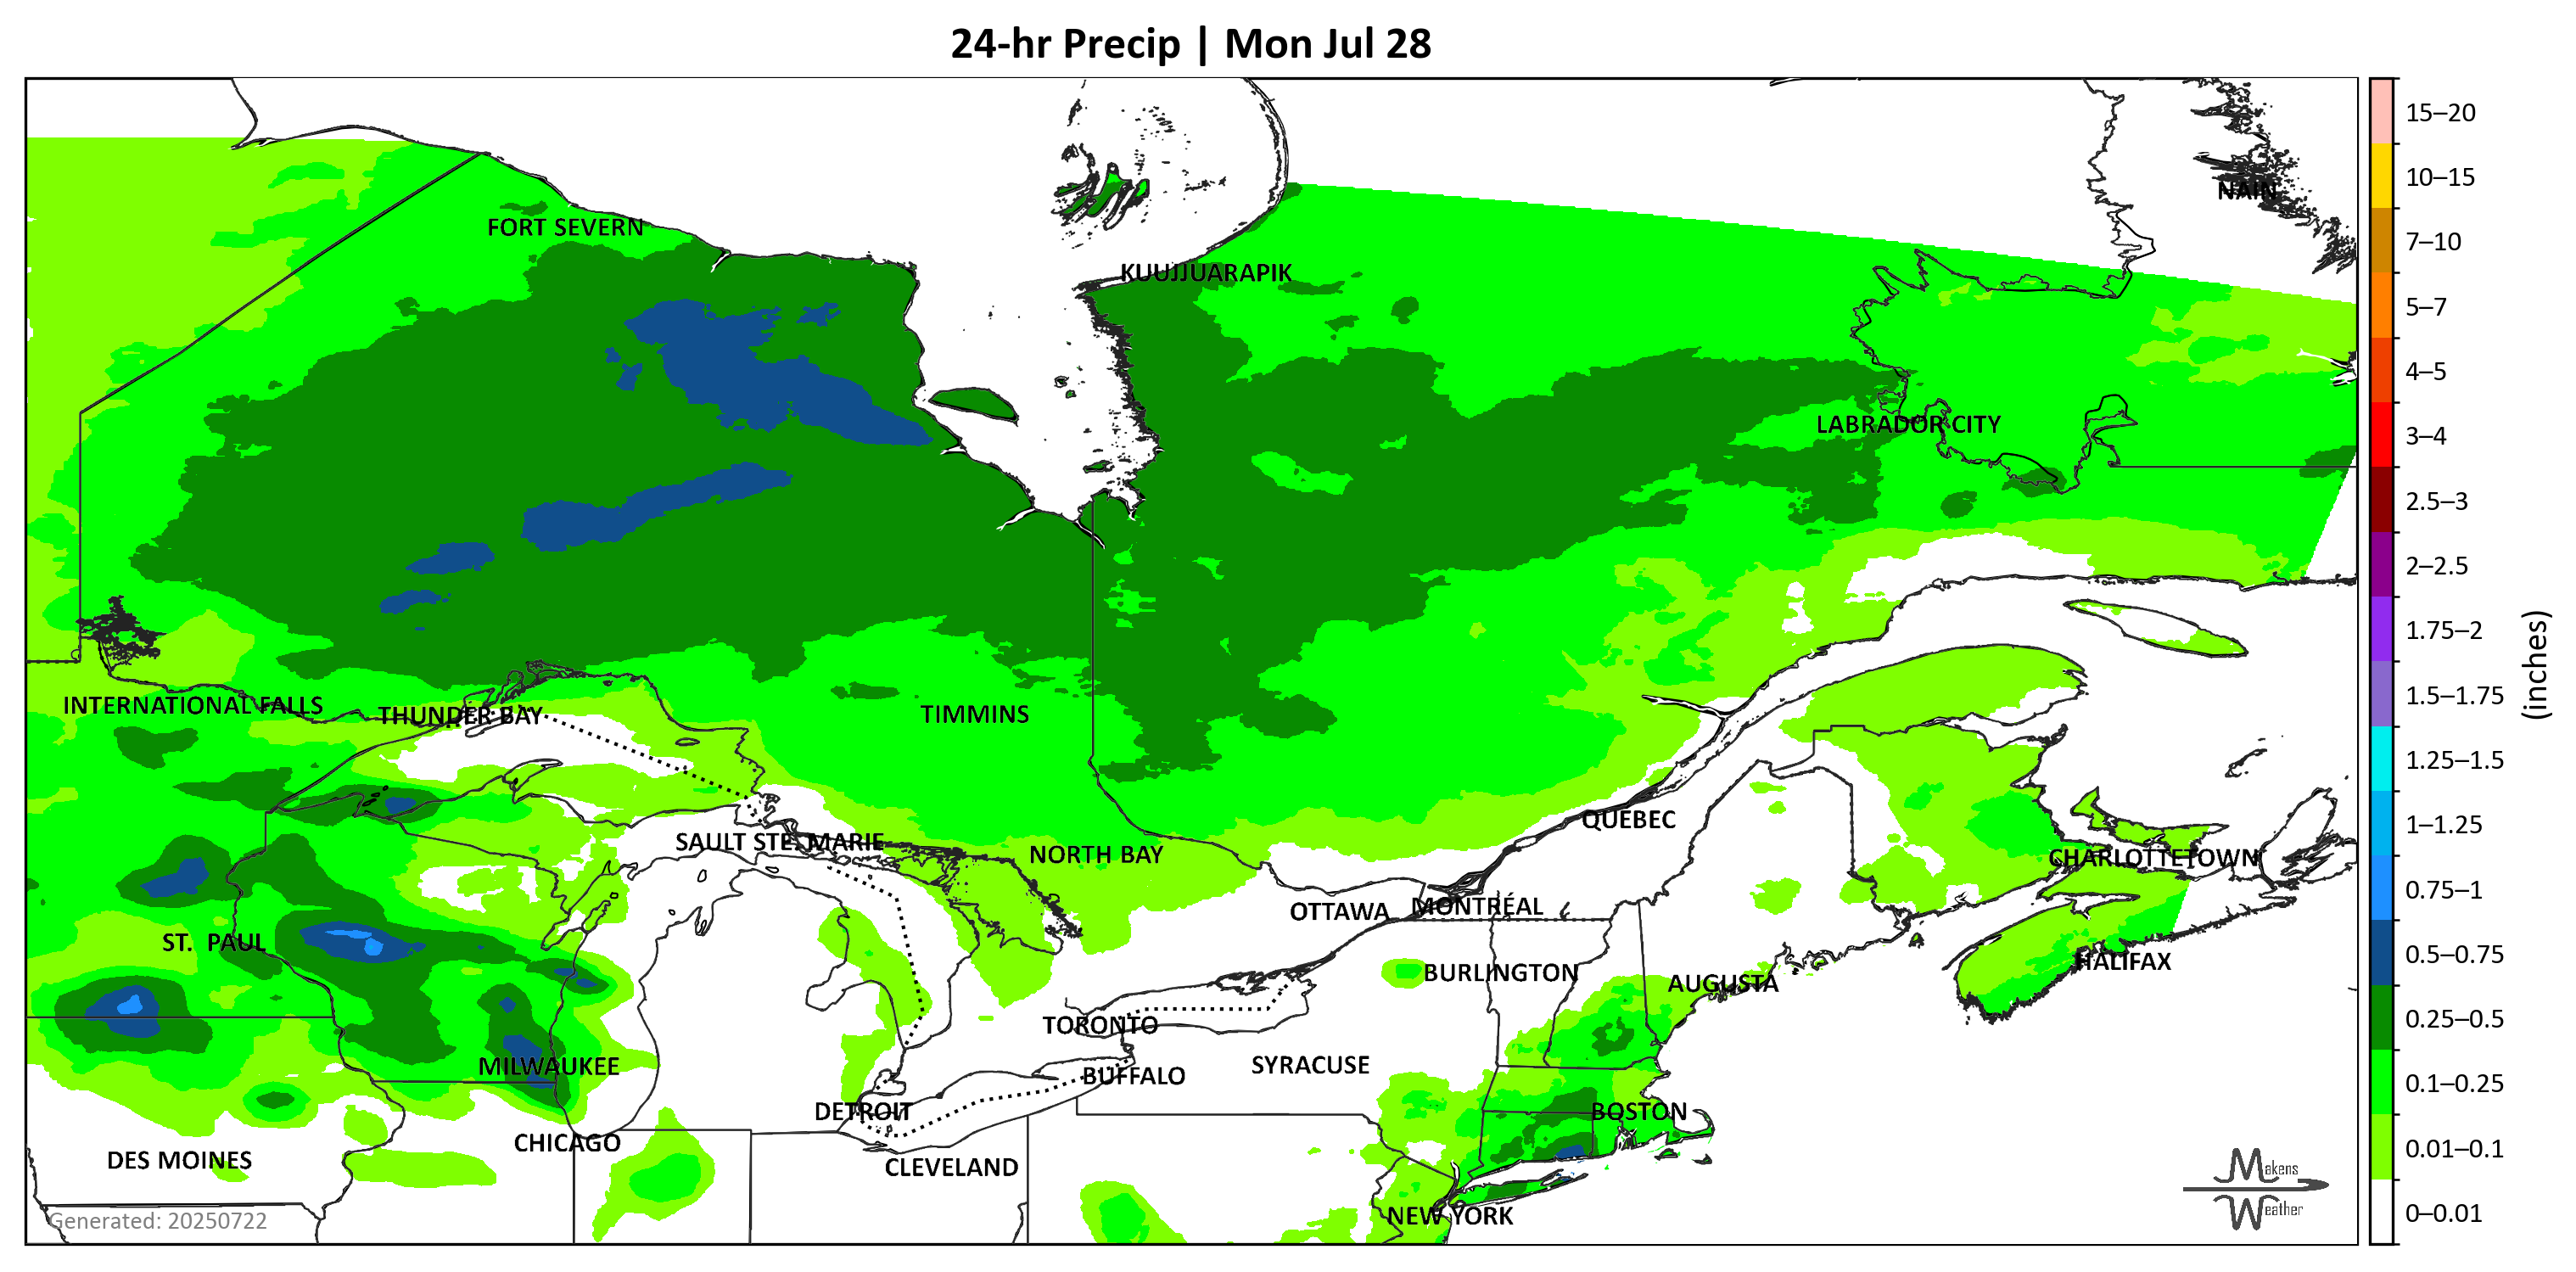 24-hr Precip | Mon Jul 28
NAIN
FORT SEVERN
KUUJJUARAPIK
LABRADOR CITY
INTERNATIONAL FALLS
THUNDER BAY
TIMMINS
QUEBEC
SAULT STE. MARIE
NORTH BAY
CHARLOTTETOWN
OTTAWA
MONTRÉAL
ST. PAUL
HALIFAX
BURLINGTON
AUGUSTA
TORONTO
MILWAUKEE
SYRACUSE
BUFFALO
DETROIT
BOSTON
CHICAGO
DES MOINES
CLEVELAND
NEW YORK
Generated: 20250722
Makens
Weather
15–20
10–15
7–10
5–7
4–5
3–4
2.5–3
2–2.5
1.75–2
1.5–1.75
1.25–1.5
1–1.25
0.75–1
0.5–0.75
0.25–0.5
0.1–0.25
0.01–0.1
0–0.01
(inches)